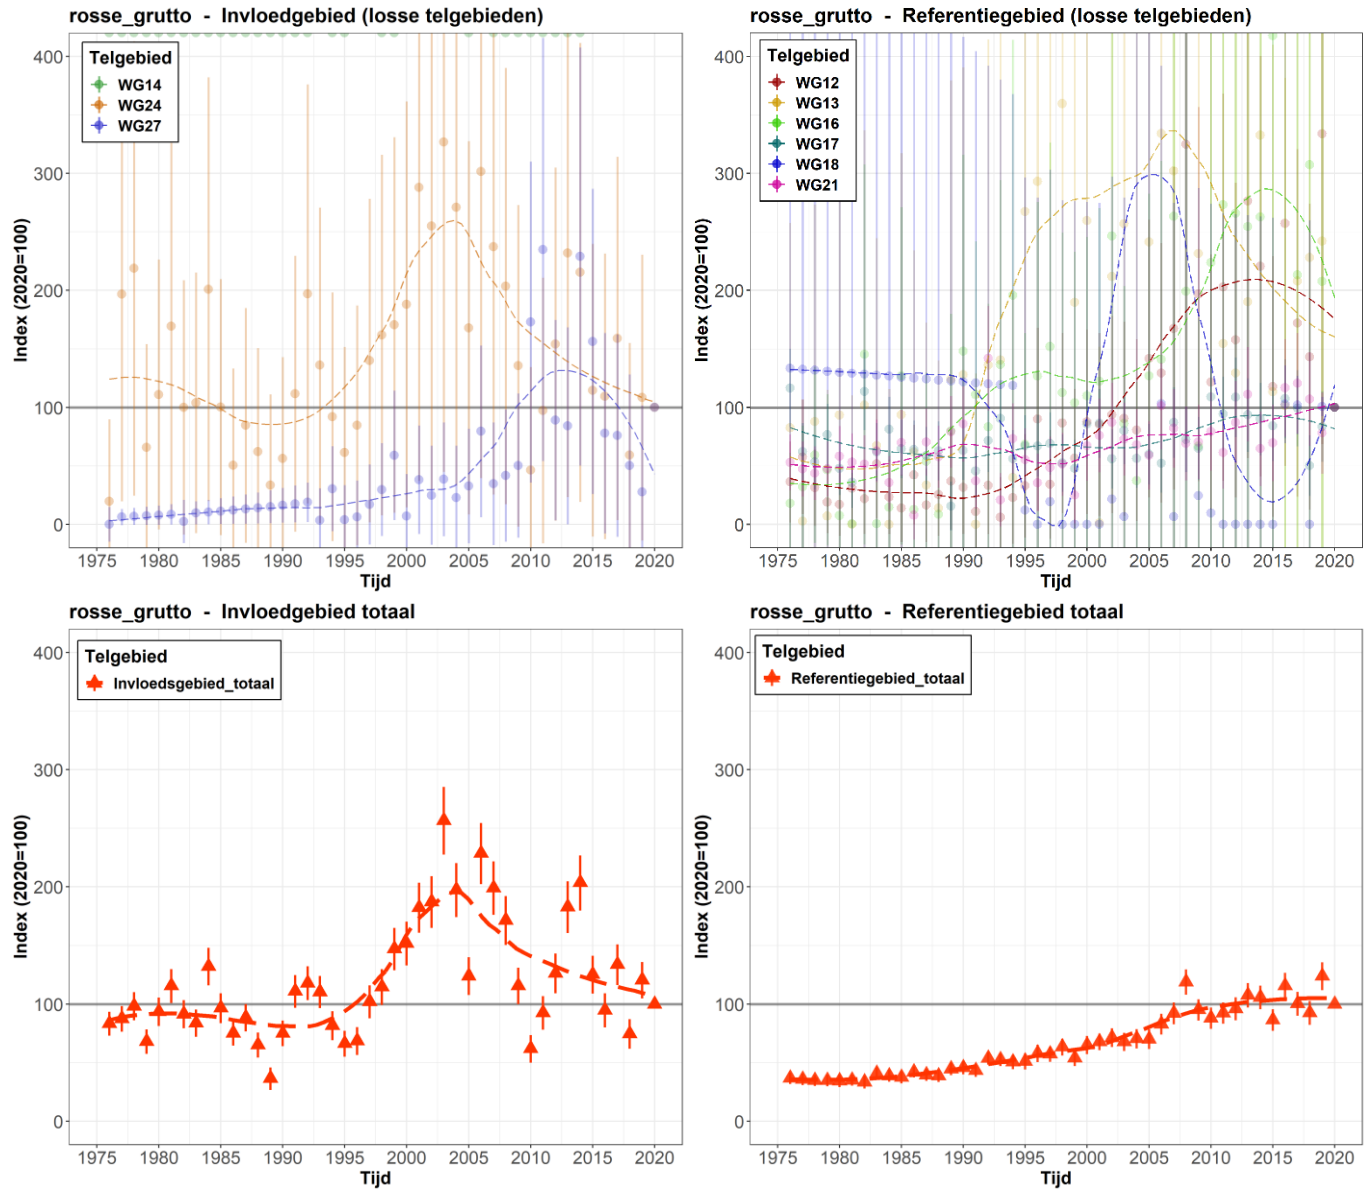 rosse_grutto - Invloedgebied (losse telgebieden)
Telgebied
WG14
WG24
WG27
Index (2020=100)
400
300
200
100
0
1975 1980 1985 1990 1995 2000 2005 2010 2015 2020
Tijd
rosse_grutto - Referentiegebied (losse telgebieden)
Telgebied
WG12
WG13
WG16
WG17
WG18
WG21
Index (2020=100)
400
300
200
100
0
1975 1980 1985 1990 1995 2000 2005 2010 2015 2020
Tijd
rosse_grutto - Invloedgebied totaal
Telgebied
Invloedsgebied_totaal
Index (2020=100)
400
300
200
100
0
1975 1980 1985 1990 1995 2000 2005 2010 2015 2020
Tijd
rosse_grutto - Referentiegebied totaal
Telgebied
Referentiegebied_totaal
Index (2020=100)
400
300
200
100
0
1975 1980 1985 1990 1995 2000 2005 2010 2015 2020
Tijd